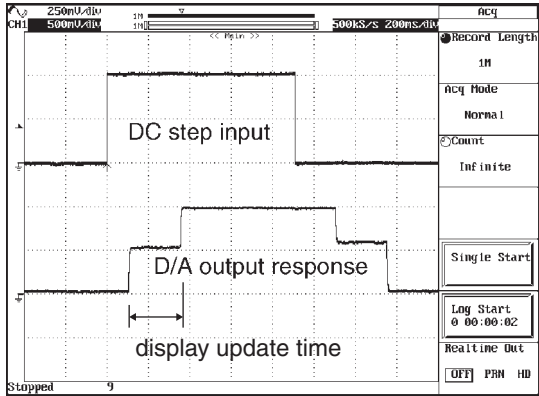 250mV/div
CH1 500mV/div
1M
1M
<< Main >>
500kS/s 200ms/div
Acq
Record Length
1M
Acq Mode
Normal
Count
Infinite
DC step input
D/A output response
display update time
Single Start
Log Start
0 00:00:02
Realtime Out
OFF PRN HD
Stopped 9